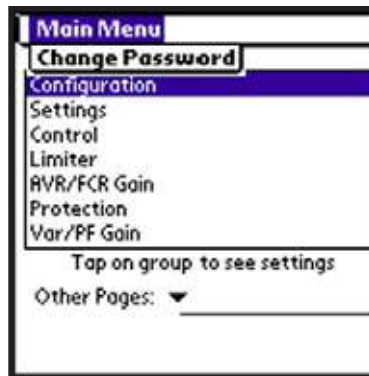 Main Menu
Change Password
Configuration
Settings
Control
Limiter
AVR/FCR Gain
Protection
Var/PF Gain
Tap on group to see settings
Other Pages: